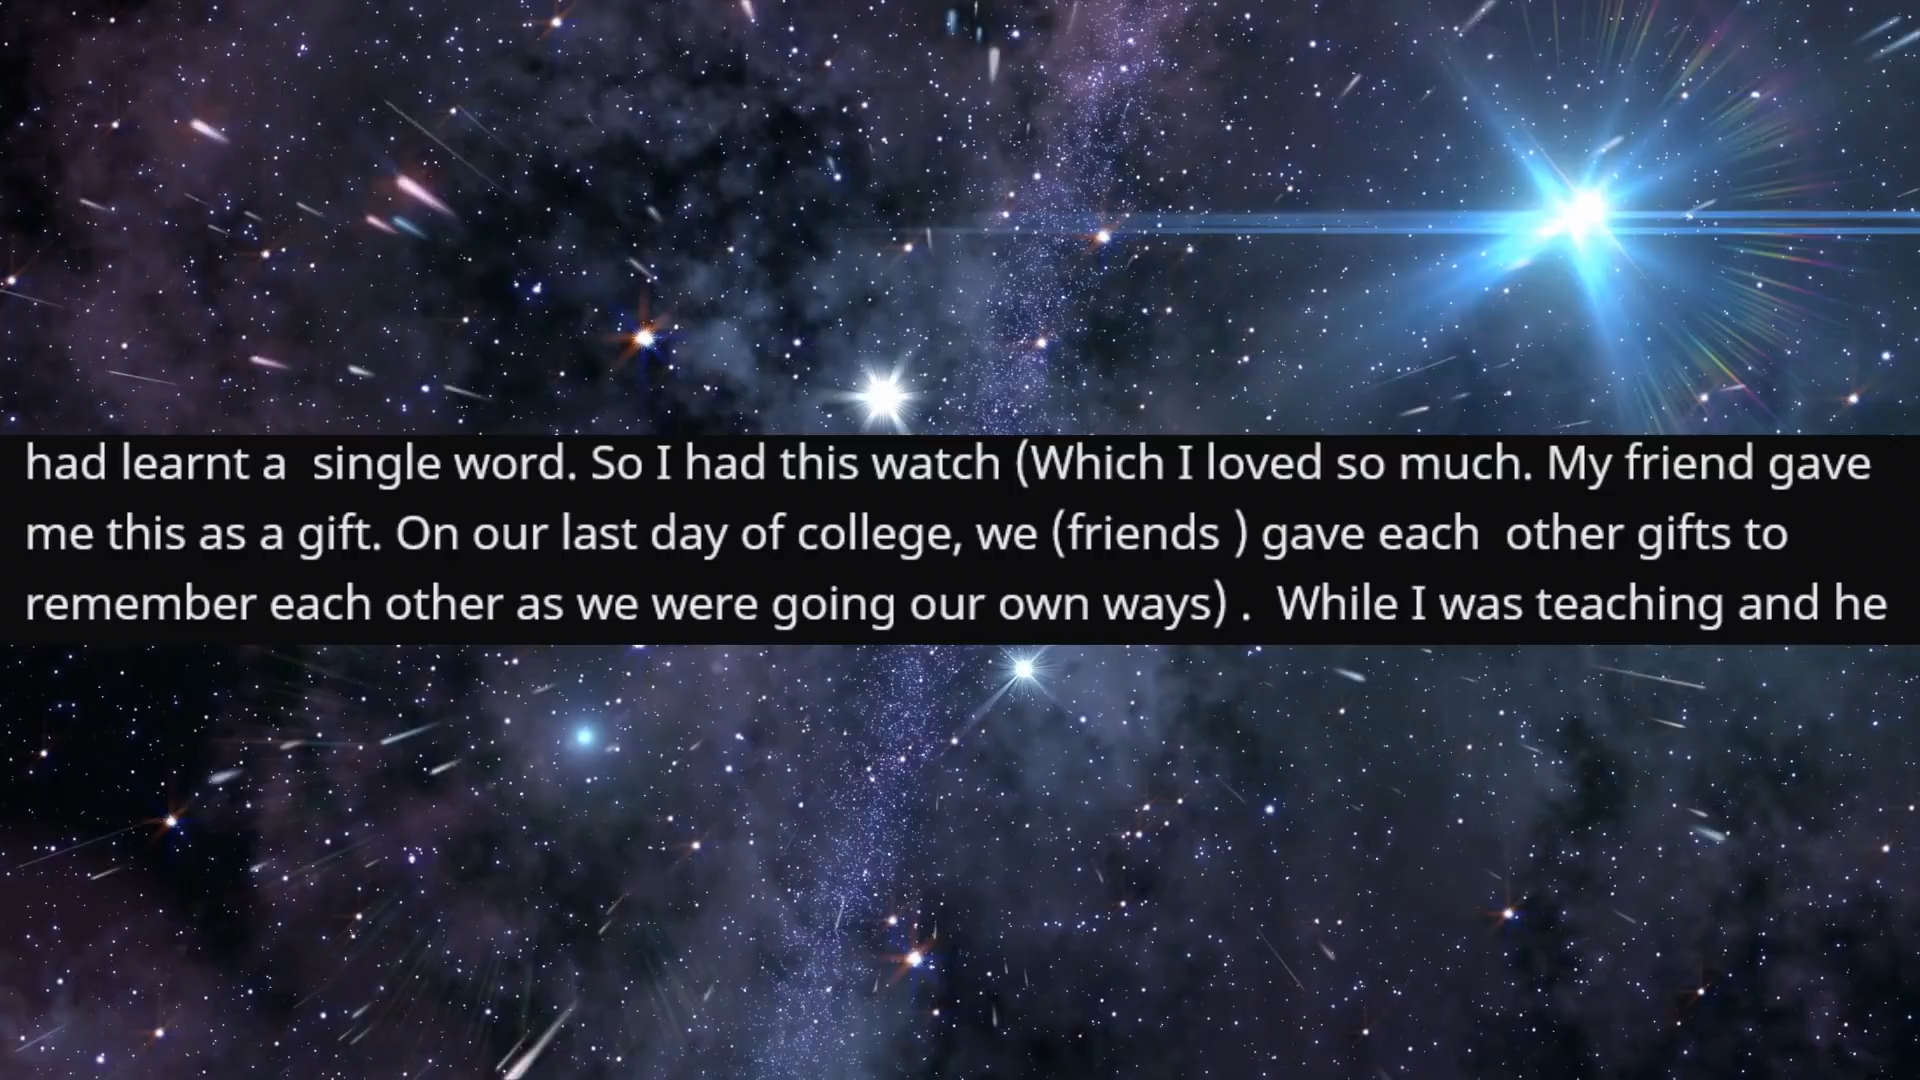 had learnt a  single word. So I had this watch (Which I loved so much. My friend gave
me this as a gift. On our last day of college, we (friends ) gave each  other gifts to
remember each other as we were going our own ways) .  While I was teaching and he